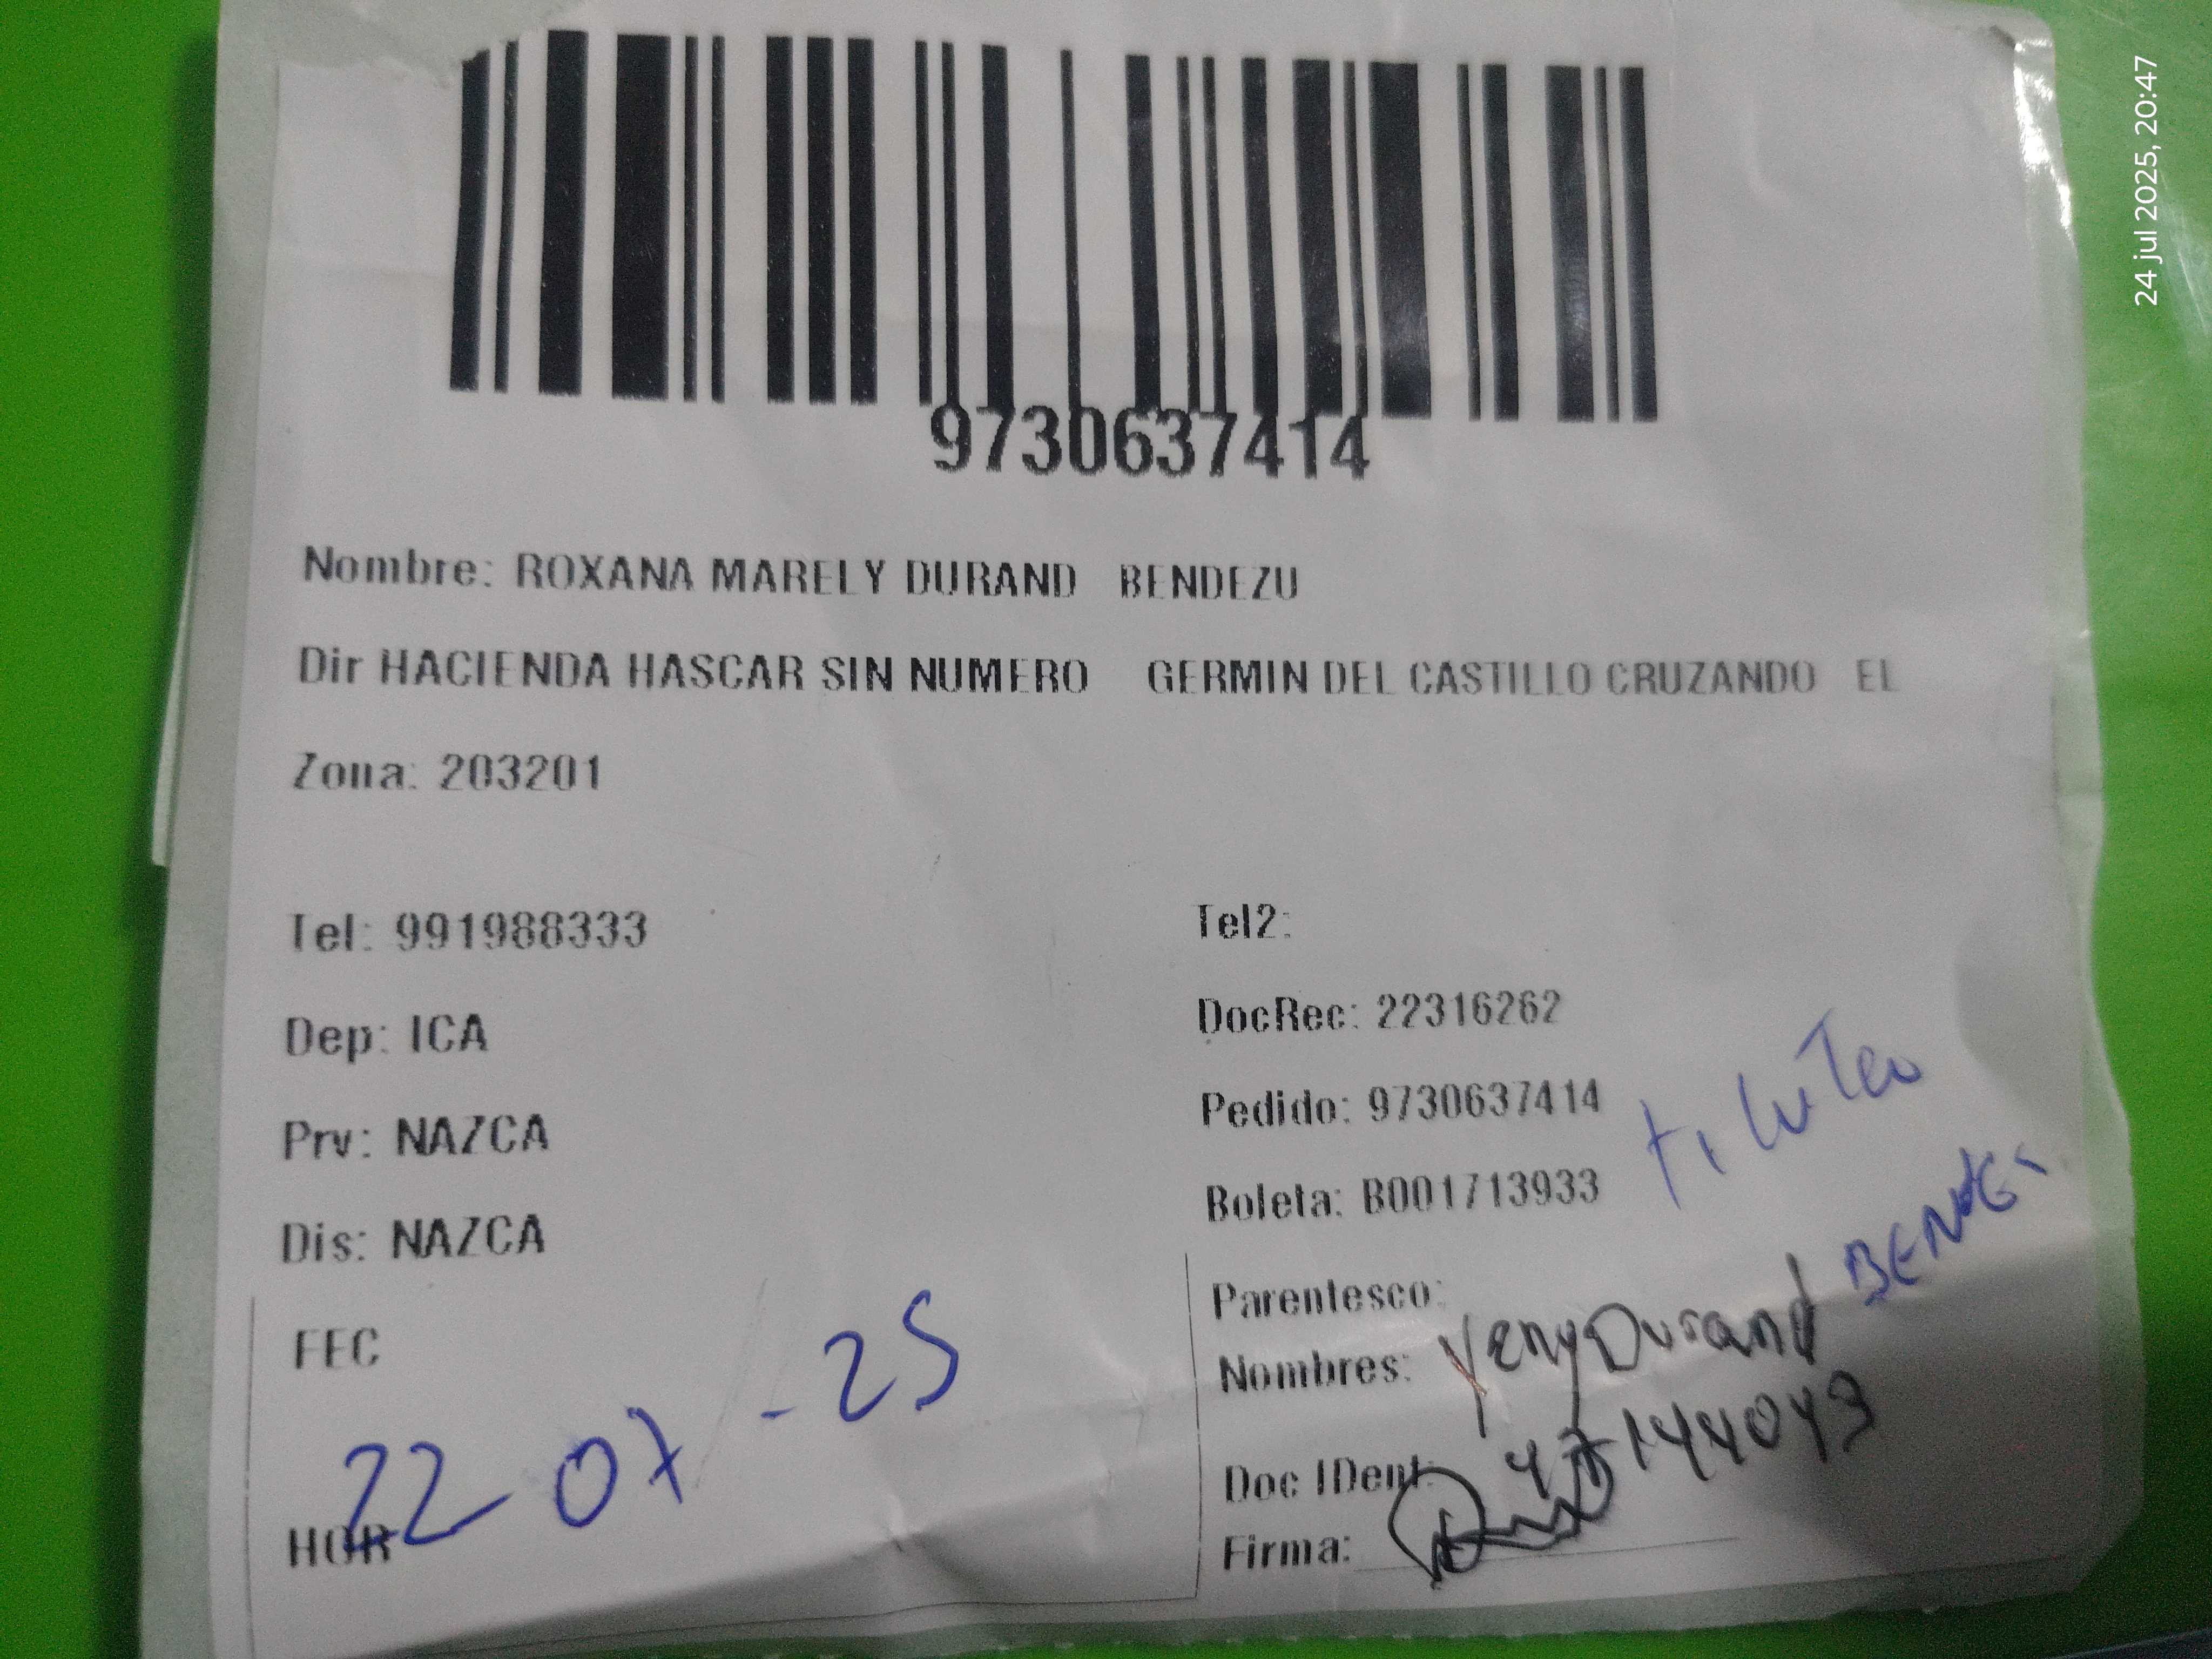 9730637414
Nombre: ROXANA MARELY DURAND BENDEZU
Dir HACIENDA HASCAR SIN NUMERO GERMIN DEL CASTILLO CRUZANDO EL
Zona: 203201
Tel: 991988333
Tel2:
Dep: ICA
DocRec: 22316262
Prv: NAZCA
Pedido: 9730637414
Dis: NAZCA
Boleta: B001713933
FEC
22 07 - 25
HOR
Parentesco:
Nombres: Yeny Durand
Doc IDent: 47144043
Firma:
24 jul 2025, 20:47